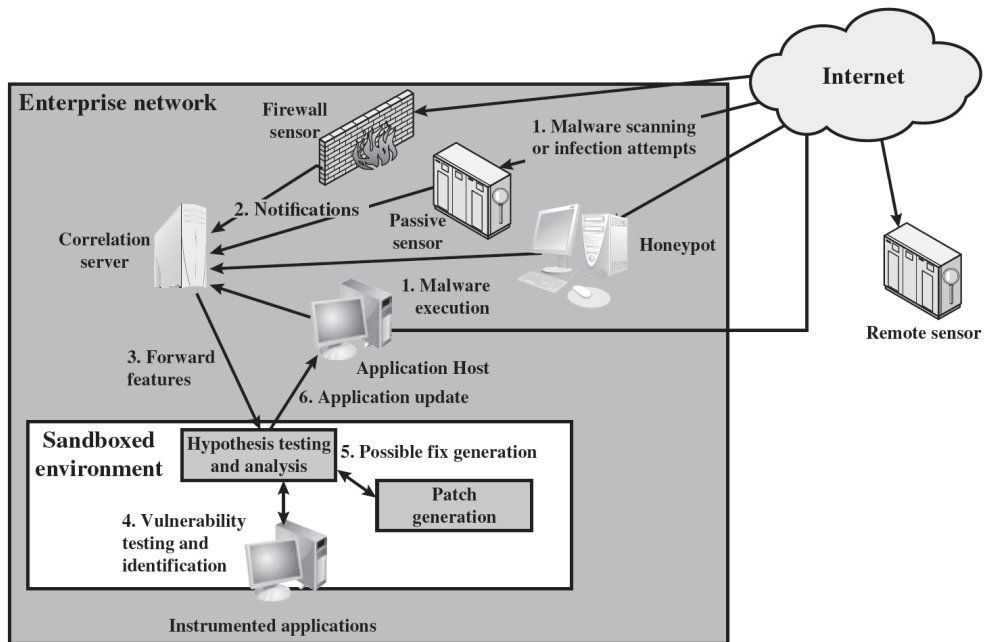 Internet
Enterprise network
Firewall
sensor
1. Malware scanning
or infection attempts
2. Notifications
Passive
sensor
Correlation
server
Honeypot
1. Malware
execution
Remote sensor
3. Forward
features
Application Host
6. Application update
Sandboxed
environment
Hypothesis testing
and analysis
5. Possible fix generation
Patch
generation
4. Vulnerability
testing and
identification
Instrumented applications